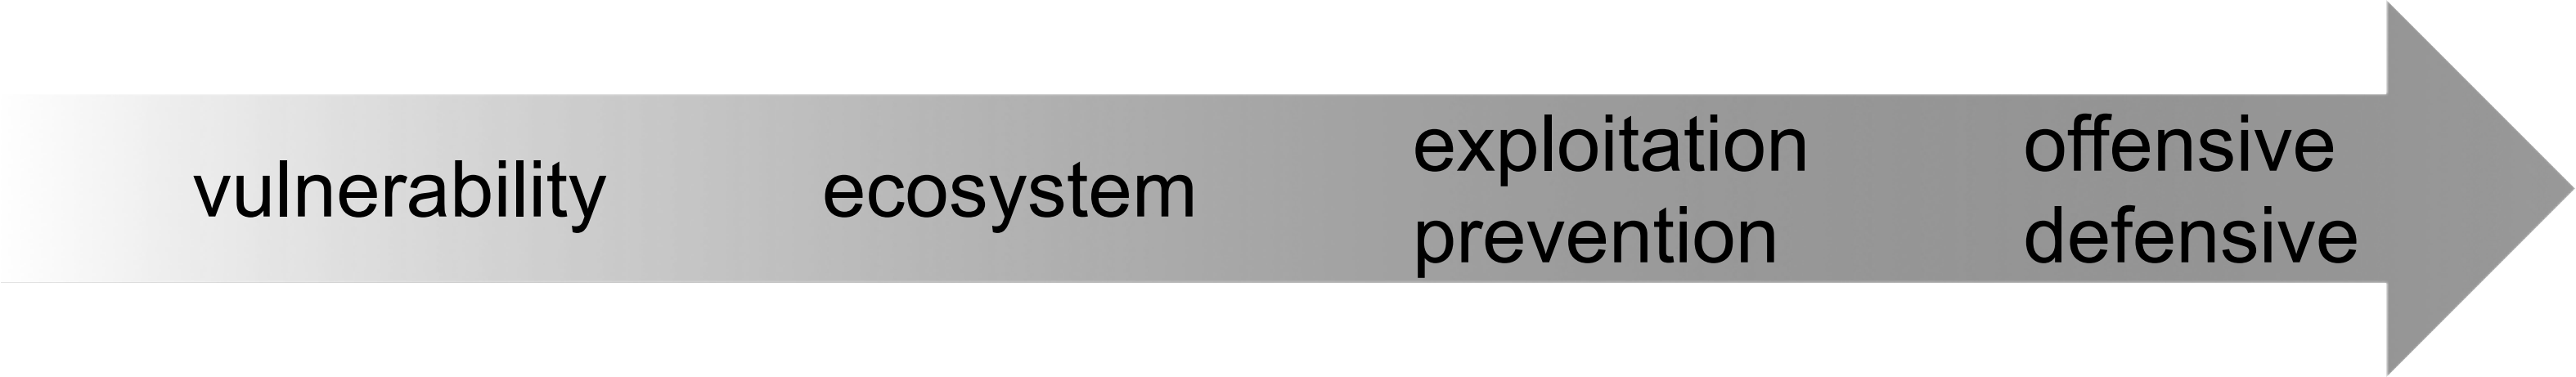 vulnerability
ecosystem
exploitation
prevention
offensive
defensive